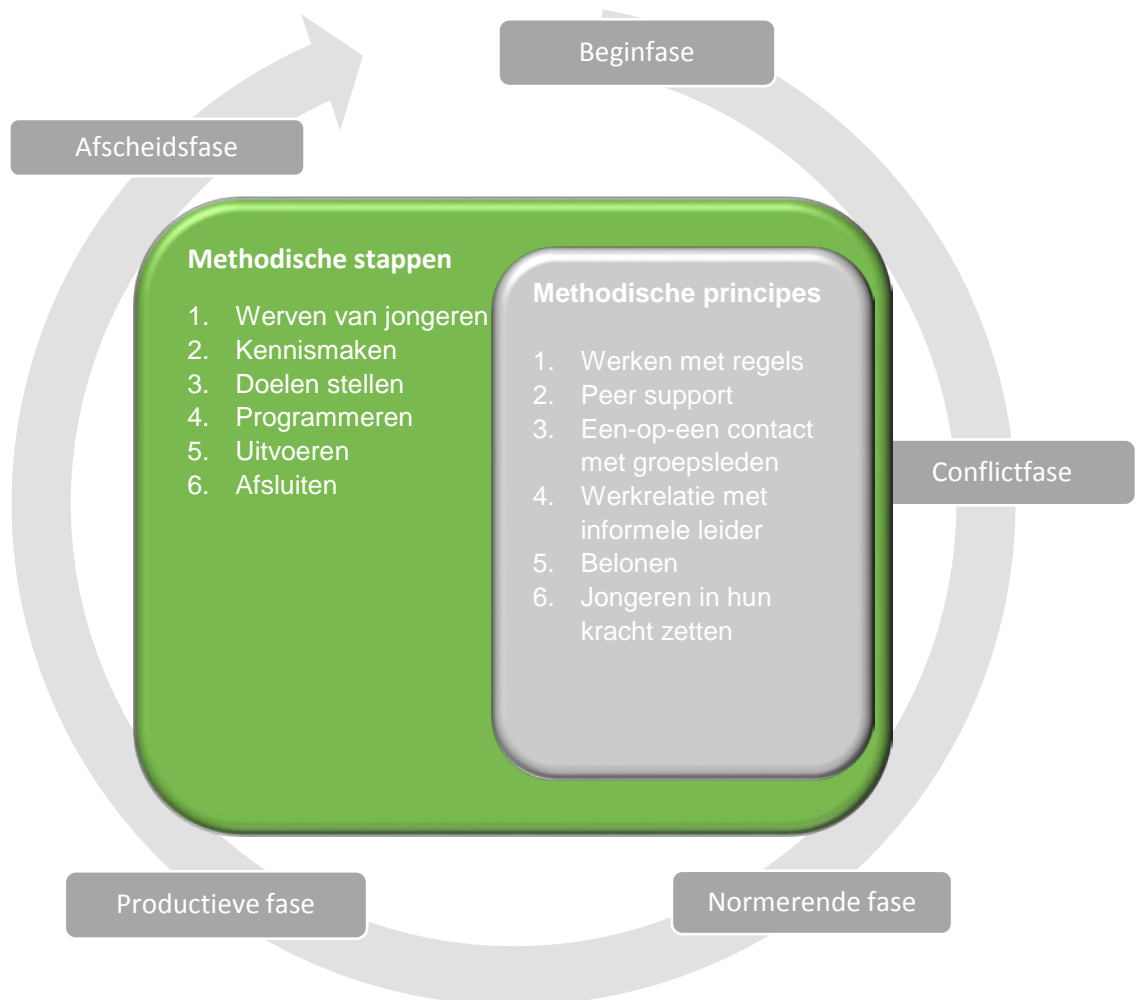 Beginfase
Afscheidsfase
Methodische stappen
1. Werven van jongeren
2. Kennismaken
3. Doelen stellen
4. Programmeren
5. Uitvoeren
6. Afsluiten
Methodische principes
1. Werken met regels
2. Peer support
3. Een-op-een contact
met groepsleden
4. Werkrelatie met
informele leider
5. Belonen
6. Jongeren in hun
kracht zetten
Conflictfase
Productieve fase
Normerende fase